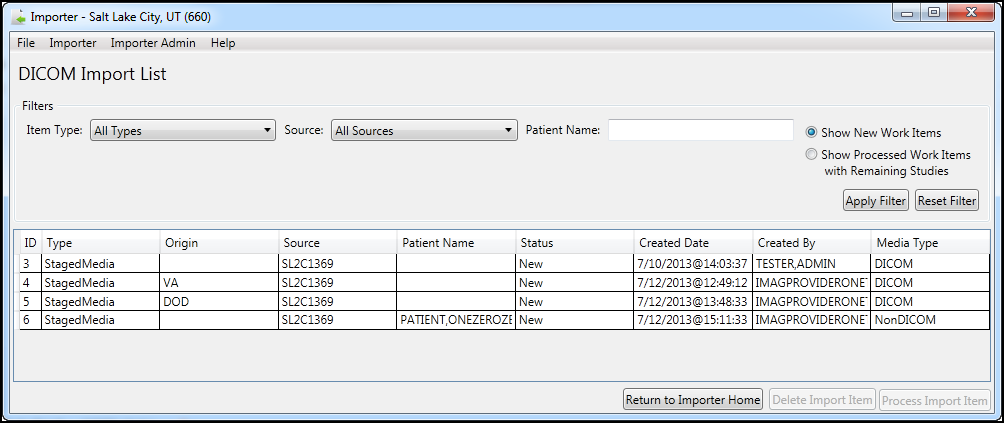 Importer - Salt Lake City, UT (660)
File Importer Importer Admin Help
DICOM Import List
Filters
Item Type: All Types Source: All Sources Patient Name: Show New Work Items
Show Processed Work Items
with Remaining Studies
Apply Filter Reset Filter
ID Type Origin Source Patient Name Status Created Date Created By Media Type
3 StagedMedia SL2C1369 New 7/10/2013@14:03:37 TESTER,ADMIN DICOM
4 StagedMedia VA SL2C1369 New 7/12/2013@12:49:12 IMAGPROVIDERONET DICOM
5 StagedMedia DOD SL2C1369 New 7/12/2013@13:48:33 IMAGPROVIDERONET DICOM
6 StagedMedia SL2C1369 PATIENT,ONEZEROZE New 7/12/2013@15:11:33 IMAGPROVIDERONET NonDICOM
Return to Importer Home Delete Import Item Process Import Item